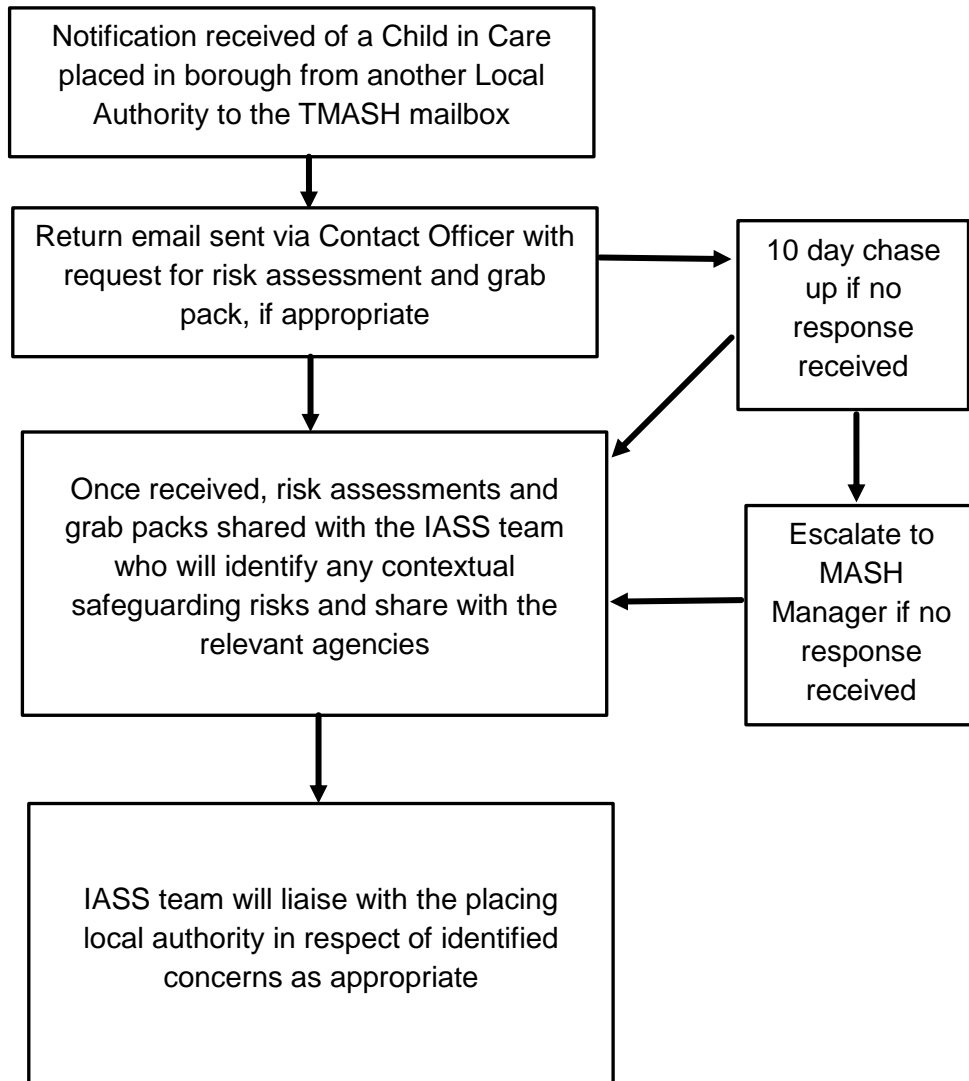 Notification received of a Child in Care
placed in borough from another Local
Authority to the TMASH mailbox
Return email sent via Contact Officer with
request for risk assessment and grab
pack, if appropriate
10 day chase
up if no
response
received
Once received, risk assessments and
grab packs shared with the IASS team
who will identify any contextual
safeguarding risks and share with the
relevant agencies
Escalate to
MASH
Manager if no
response
received
IASS team will liaise with the placing
local authority in respect of identified
concerns as appropriate